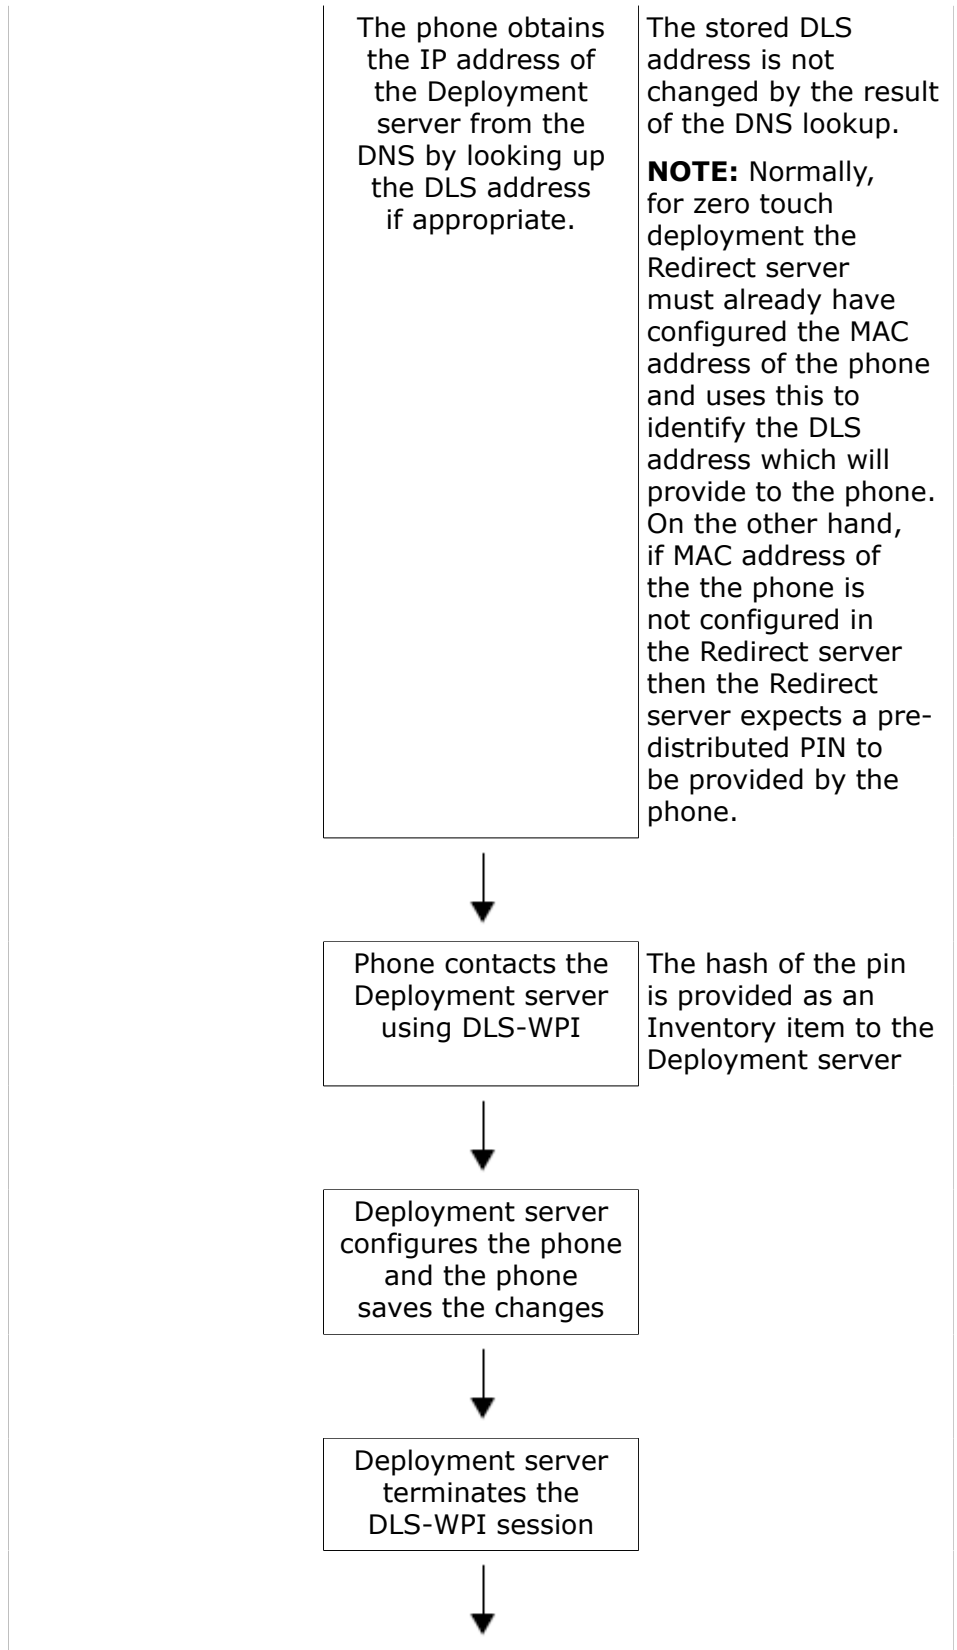 The phone obtains
the IP address of
the Deployment
server from the
DNS by looking up
the DLS address
if appropriate.
The stored DLS
address is not
changed by the result
of the DNS lookup.
NOTE: Normally,
for zero touch
deployment the
Redirect server
must already have
configured the MAC
address of the phone
and uses this to
identify the DLS
address which will
provide to the phone.
On the other hand,
if MAC address of
the the phone is
not configured in
the Redirect server
then the Redirect
server expects a pre-
distributed PIN to
be provided by the
phone.
Phone contacts the
Deployment server
using DLS-WPI
The hash of the pin
is provided as an
Inventory item to the
Deployment server
Deployment server
configures the phone
and the phone
saves the changes
Deployment server
terminates the
DLS-WPI session